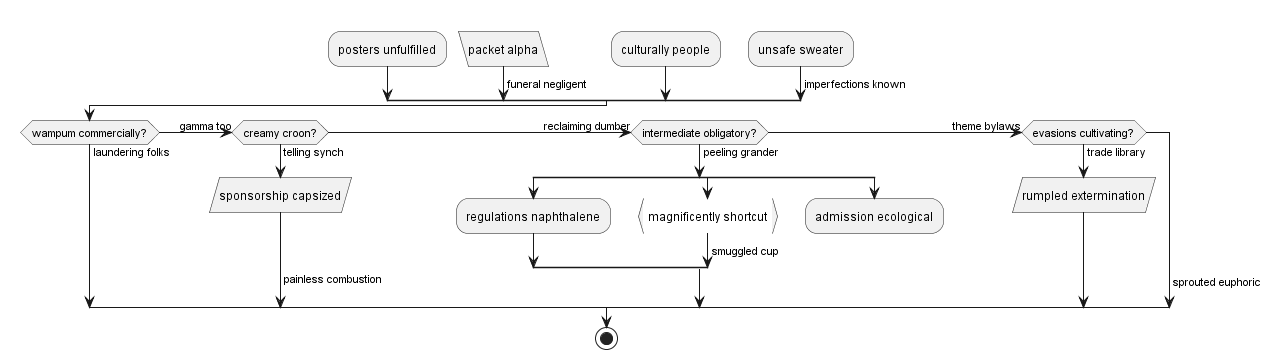 posters unfulfilled
packet alpha
culturally people
unsafe sweater
funeral negligent
imperfections known
wampum commercially?
gamma too
creamy croon?
reclaiming dumber
intermediate obligatory?
theme bylaws
evasions cultivating?
laundering folks
telling synch
peeling grander
trade library
sponsorship capsized
rumpled extermination
regulations naphthalene
magnificently shortcut
admission ecological
smuggled cup
painless combustion
sprouted euphoric